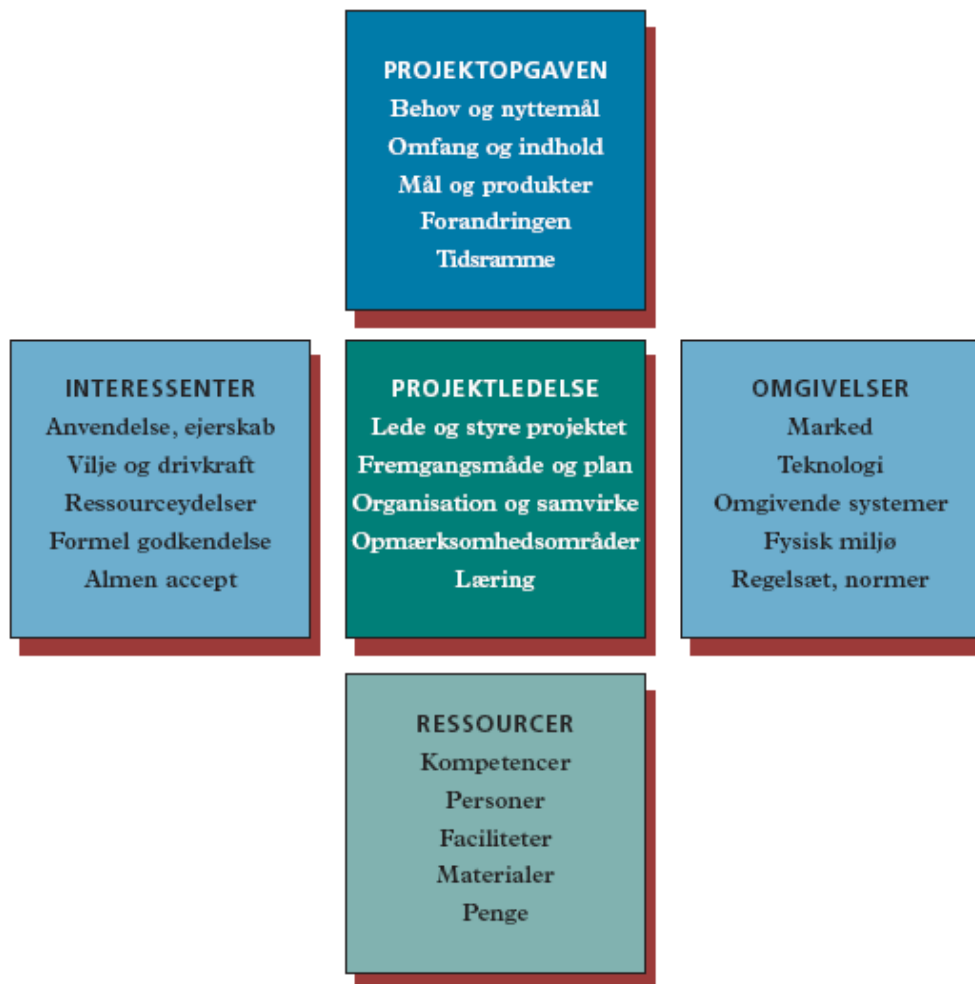 PROJEKTOPGAVEN
Behov og nyttemål
Omfang og indhold
Mål og produkter
Forandringen
Tidsramme
INTERESSENTER
Anvendelse, ejerskab
Vilje og drivkraft
Ressourceydelser
Formel godkendelse
Almen accept
PROJEKTLEDELSE
Lede og styre projektet
Fremgangsmåde og plan
Organisation og samvirke
Opmærksomhedsområder
Læring
OMGIVELSER
Marked
Teknologi
Omgivende systemer
Fysisk miljø
Regelsæt, normer
RESSOURCER
Kompetencer
Personer
Faciliteter
Materialer
Penge